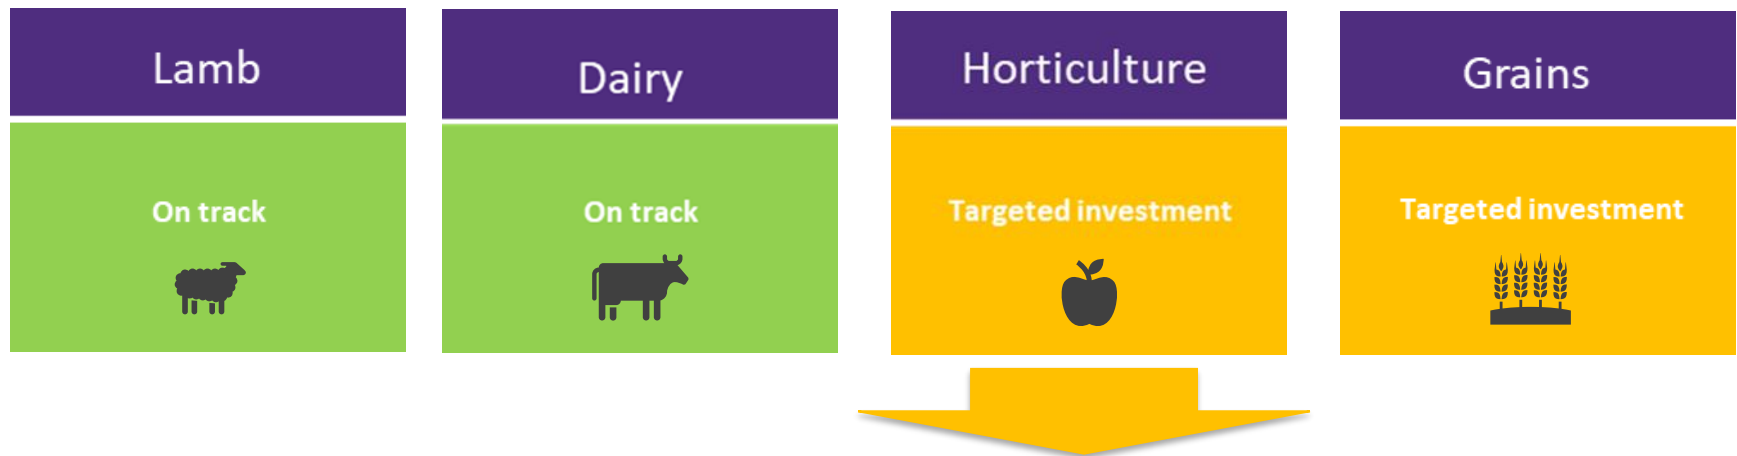 Lamb
On track
Dairy
On track
Horticulture
Targeted investment
Grains
Targeted investment